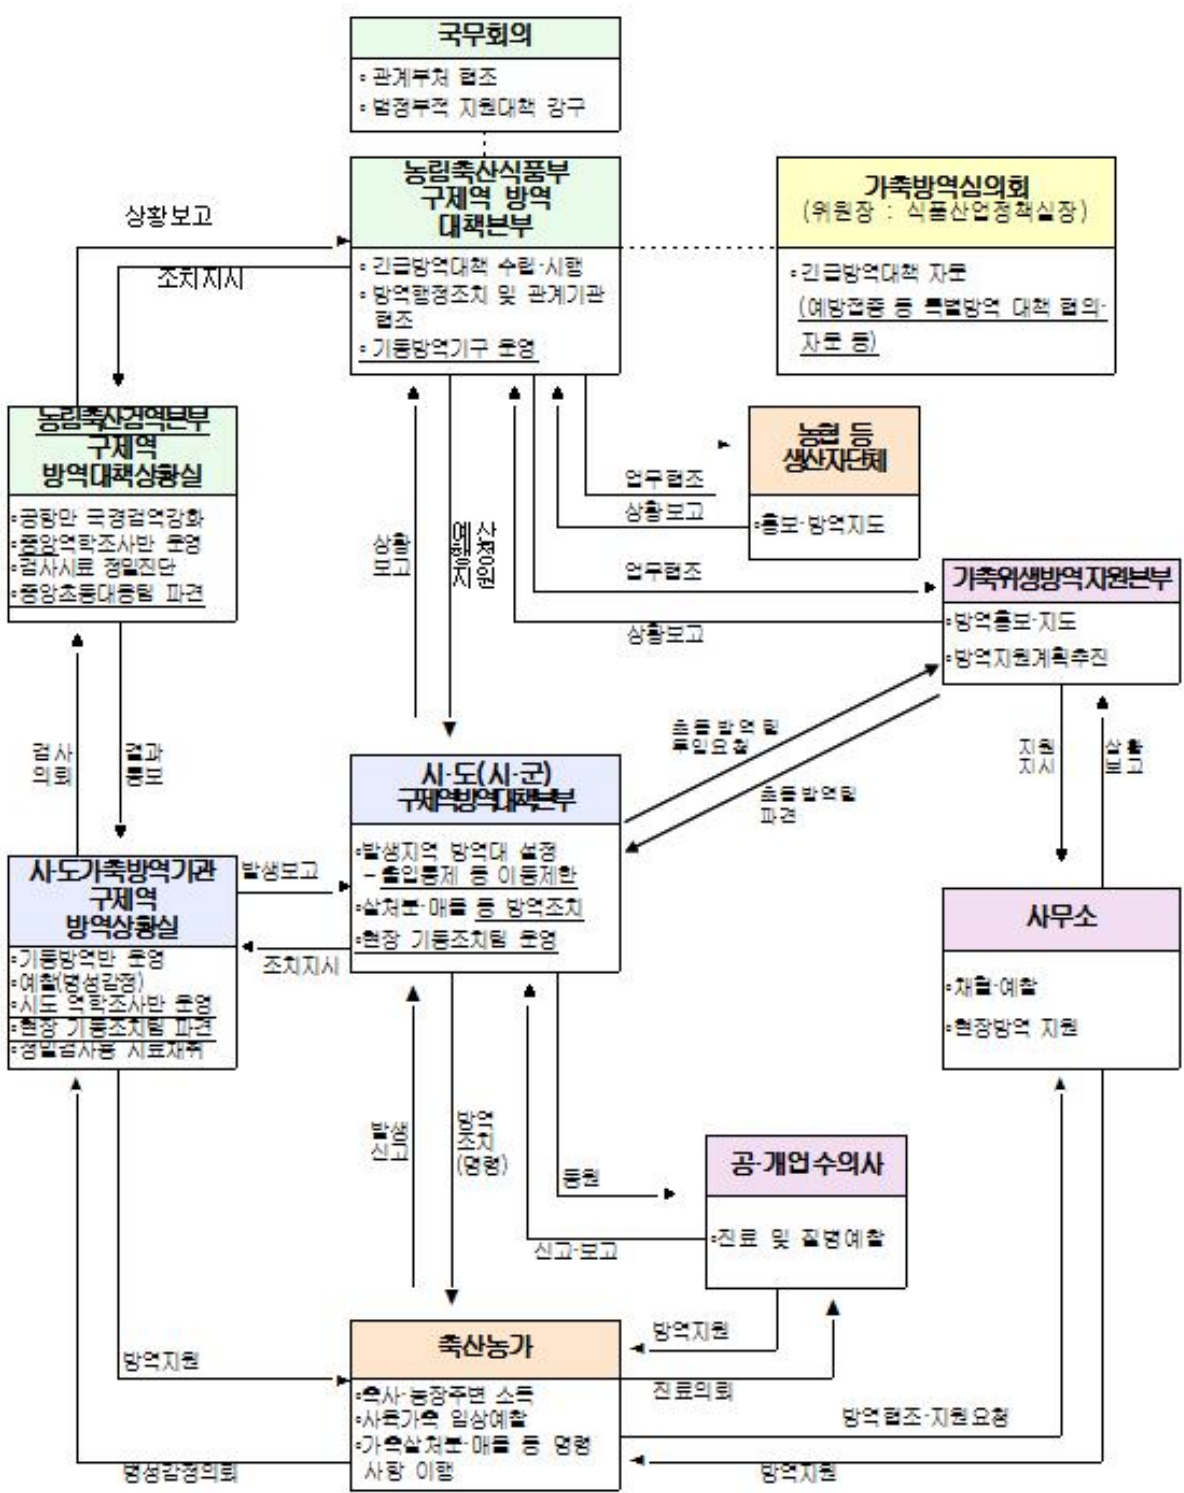 국무회의
◦관계부처 협조
◦범정부적 지원대책 강구
농림축산식품부
구제역 방역
대책본부
◦긴급방역대책 수립·시행
◦방역행정조치 및 관계기관
협조
◦기동방역기구 운영
가축방역심의회
(위원장 : 식품산업정책실장)
◦긴급방역대책 자문
(예방접종 등 특별방역 대책 협의·
자문 등)
상황보고
조치지시
농림축산검역본부
구제역
방역대책상황실
◦공항만 국경검역강화
◦중앙역학조사반 운영
◦검사시료 정밀진단
◦중앙초동대응팀 파견
농협 등
생산자단체
◦홍보·방역지도
업무협조
상황보고
상황
보고
업무협조
상황보고
가축위생방역지원본부
◦방역홍보·지도
◦방역지원계획추진
검사
의뢰
결과
통보
초동방역팀
투입요청
초동방역팀
파견
지원
지시
상황
보고
시·도(시·군)
구제역방역대책본부
◦발생지역 방역대 설정
– 출입통제 등 이동제한
◦살처분·매몰 등 방역조치
◦현장 기동조치팀 운영
시·도가축방역기관
구제역
방역상황실
◦기동방역반 운영
◦예찰(병성감정)
◦시도 역학조사반 운영
◦현장 기동조치팀 파견
◦정밀검사용 시료채취
발생보고
조치지시
사무소
◦채혈·예찰
◦현장방역 지원
발생
신고
방역
조치
(명령)
동원
신고·보고
공·개업수의사
◦진료 및 질병예찰
방역지원
방역지원
진료의뢰
축산농가
◦축사·농장주변 소독
◦사육가축 임상예찰
◦가축살처분·매몰 등 명령
사항 이행
방역협조·지원요청
방역지원
병성감정의뢰